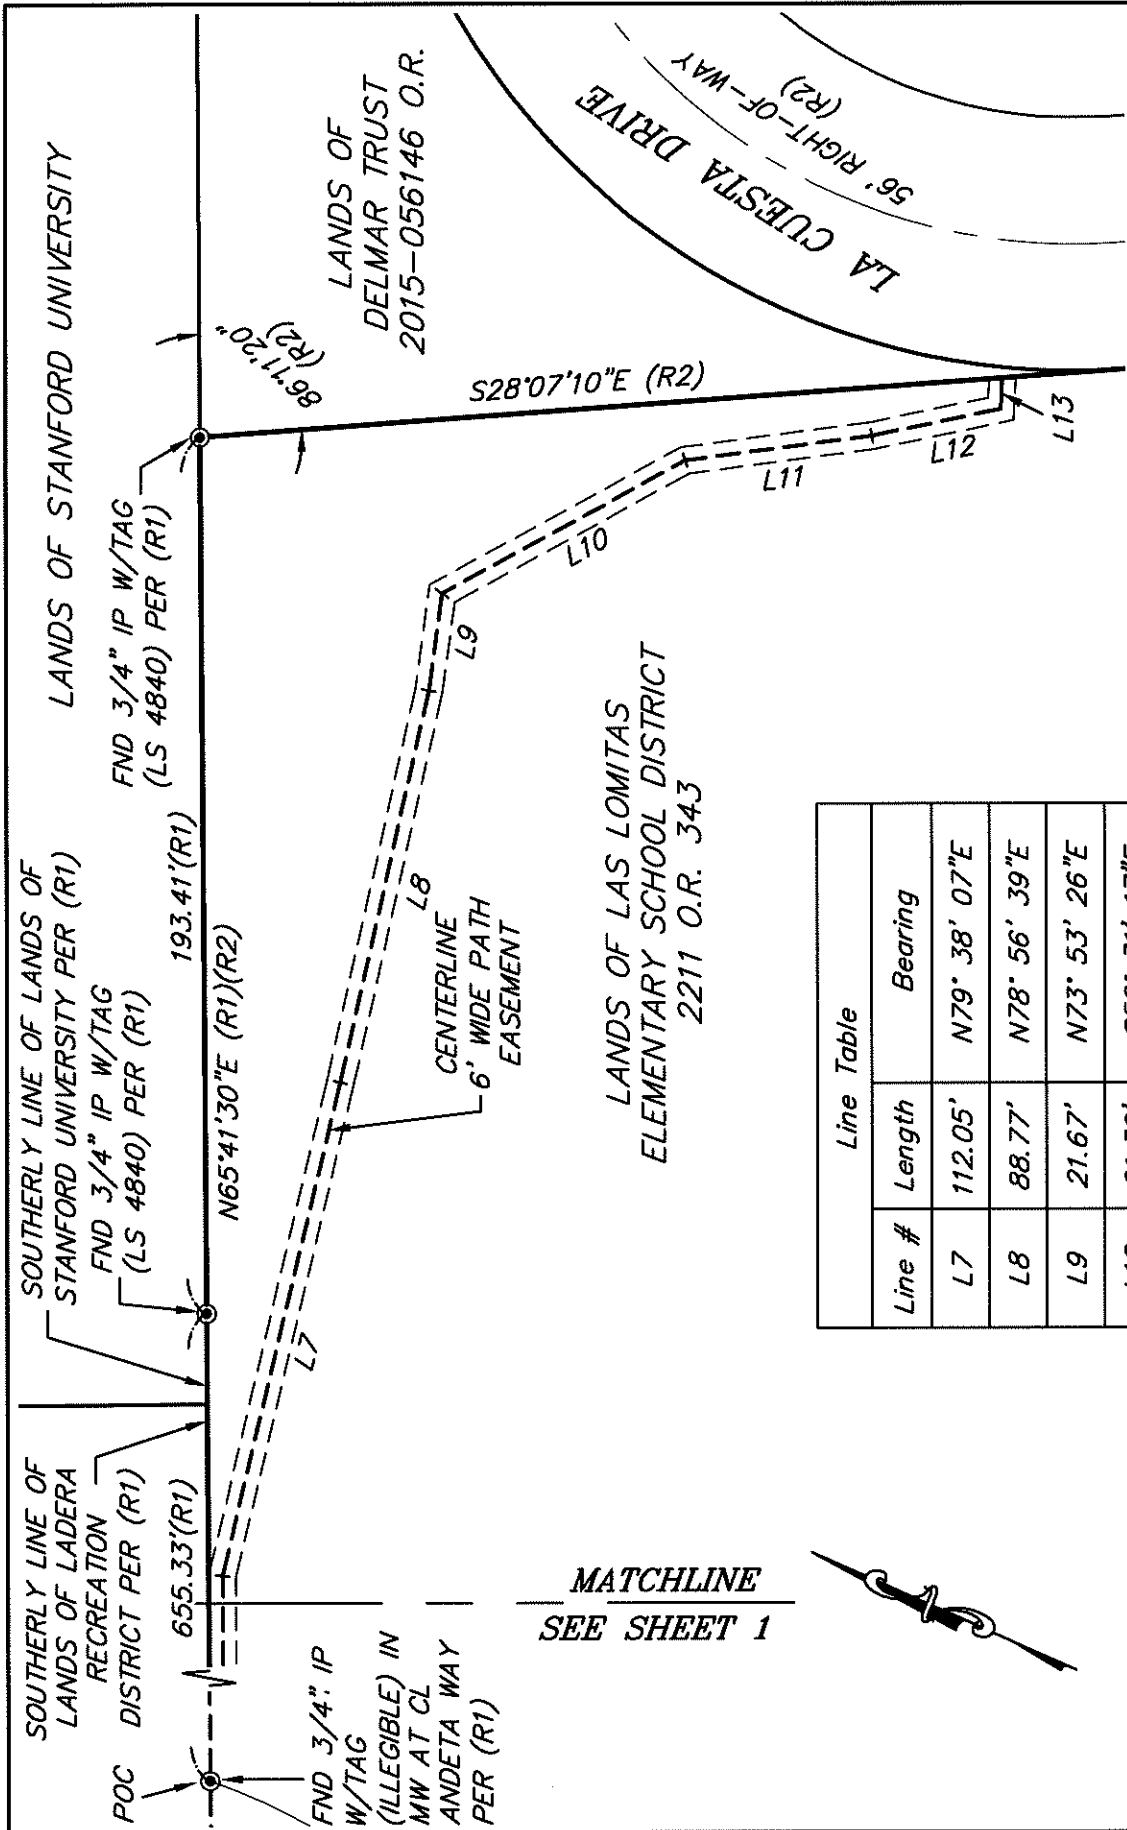 SOUTHERLY LINE OF
LANDS OF LADERA
RECREATION
DISTRICT PER (R1)
POC
655.33'(R1)
FND 3/4" IP
W/TAG
(ILLEGIBLE) IN
MW AT CL
ANDETA WAY
PER (R1)
SOUTHERLY LINE OF LANDS OF
STANFORD UNIVERSITY PER (R1)
FND 3/4" IP W/TAG
(LS 4840) PER (R1)
193.41'(R1)
N65°41'30"E (R1)(R2)
LANDS OF STANFORD UNIVERSITY
FND 3/4" IP W/TAG
(LS 4840) PER (R1)
86°11'20"
(R2)
LANDS OF
DELMAR TRUST
2015-056146 O.R.
S28°07'10"E (R2)
LA CUESTA DRIVE
56' RIGHT-OF-WAY
(R2)
L7
L8
L9
L10
L11
L12
L13
CENTERLINE
6' WIDE PATH
EASEMENT
LANDS OF LAS LOMITAS
ELEMENTARY SCHOOL DISTRICT
2211 O.R. 343
MATCHLINE
SEE SHEET 1
Line Table
Line # Length Bearing
L7 112.05' N79° 38' 07"E
L8 88.77' N78° 56' 39"E
L9 21.67' N73° 53' 26"E